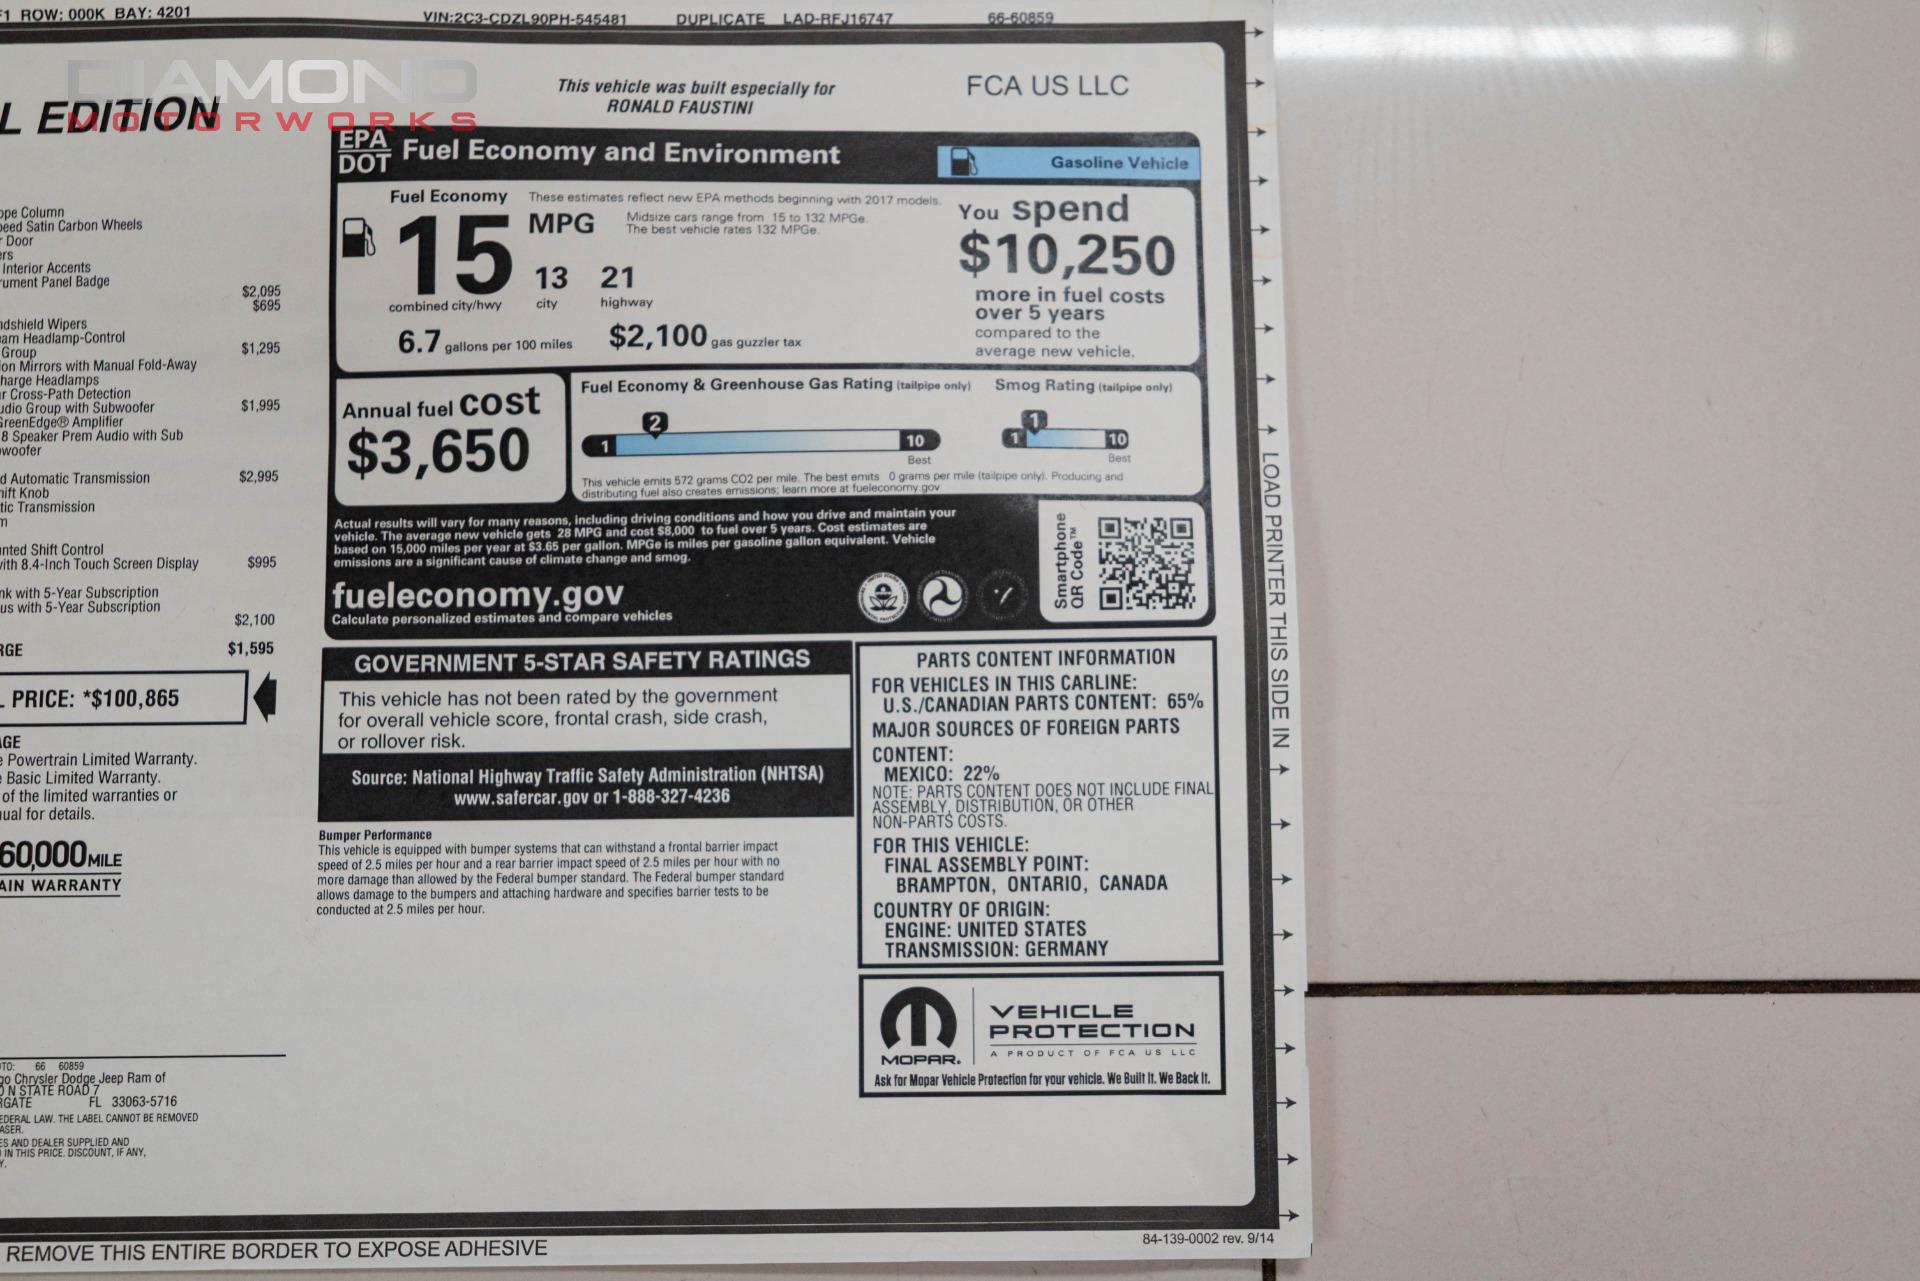 F1 ROW: 000K BAY: 4201
VIN:2C3-CDZL90PH-545481 DUPLICATE LAD-RFJ16747 66-60859
DIAMOND
MOTORWORKS
L EDITION
This vehicle was built especially for
RONALD FAUSTINI
FCA US LLC
ope Column
peed Satin Carbon Wheels
r Door
ers
Interior Accents
rument Panel Badge
$2,095
$695
ndshield Wipers
eam Headlamp-Control
Group $1,295
ion Mirrors with Manual Fold-Away
harge Headlamps
r Cross-Path Detection
udio Group with Subwoofer $1,995
GreenEdge® Amplifier
8 Speaker Prem Audio with Sub
woofer
d Automatic Transmission $2,995
hift Knob
tic Transmission
m
unted Shift Control
with 8.4-Inch Touch Screen Display $995
nk with 5-Year Subscription
us with 5-Year Subscription
$2,100
RGE $1,595
L PRICE: *$100,865
AGE
e Powertrain Limited Warranty.
e Basic Limited Warranty.
of the limited warranties or
nual for details.
60,000 MILE
AIN WARRANTY
OTO: 66 60859
go Chrysler Dodge Jeep Ram of
0 N STATE ROAD 7
RGATE FL 33063-5716
EDERAL LAW. THE LABEL CANNOT BE REMOVED
ASER.
ES AND DEALER SUPPLIED AND
IN THIS PRICE. DISCOUNT, IF ANY,
Y.
EPA
DOT
Fuel Economy and Environment
Gasoline Vehicle
Fuel Economy
These estimates reflect new EPA methods beginning with 2017 models.
15 MPG
Midsize cars range from 15 to 132 MPGe.
The best vehicle rates 132 MPGe.
13 21
combined city/hwy city highway
6.7 gallons per 100 miles
$2,100 gas guzzler tax
You spend
$10,250
more in fuel costs
over 5 years
compared to the
average new vehicle.
Annual fuel cost
$3,650
Fuel Economy & Greenhouse Gas Rating (tailpipe only)
2
1 10
Best
Smog Rating (tailpipe only)
1
1 10
Best
This vehicle emits 572 grams CO2 per mile. The best emits 0 grams per mile (tailpipe only). Producing and
distributing fuel also creates emissions; learn more at fueleconomy.gov
Actual results will vary for many reasons, including driving conditions and how you drive and maintain your
vehicle. The average new vehicle gets 28 MPG and cost $8,000 to fuel over 5 years. Cost estimates are
based on 15,000 miles per year at $3.65 per gallon. MPGe is miles per gasoline gallon equivalent. Vehicle
emissions are a significant cause of climate change and smog.
fueleconomy.gov
Calculate personalized estimates and compare vehicles
Smartphone
QR Code™
GOVERNMENT 5-STAR SAFETY RATINGS
This vehicle has not been rated by the government
for overall vehicle score, frontal crash, side crash,
or rollover risk.
Source: National Highway Traffic Safety Administration (NHTSA)
www.safercar.gov or 1-888-327-4236
Bumper Performance
This vehicle is equipped with bumper systems that can withstand a frontal barrier impact
speed of 2.5 miles per hour and a rear barrier impact speed of 2.5 miles per hour with no
more damage than allowed by the Federal bumper standard. The Federal bumper standard
allows damage to the bumpers and attaching hardware and specifies barrier tests to be
conducted at 2.5 miles per hour.
PARTS CONTENT INFORMATION
FOR VEHICLES IN THIS CARLINE:
U.S./CANADIAN PARTS CONTENT: 65%
MAJOR SOURCES OF FOREIGN PARTS
CONTENT:
MEXICO: 22%
NOTE: PARTS CONTENT DOES NOT INCLUDE FINAL
ASSEMBLY, DISTRIBUTION, OR OTHER
NON-PARTS COSTS.
FOR THIS VEHICLE:
FINAL ASSEMBLY POINT:
BRAMPTON, ONTARIO, CANADA
COUNTRY OF ORIGIN:
ENGINE: UNITED STATES
TRANSMISSION: GERMANY
MOPAR.
VEHICLE
PROTECTION
A PRODUCT OF FCA US LLC
Ask for Mopar Vehicle Protection for your vehicle. We Built It. We Back It.
LOAD PRINTER THIS SIDE IN
REMOVE THIS ENTIRE BORDER TO EXPOSE ADHESIVE
84-139-0002 rev. 9/14